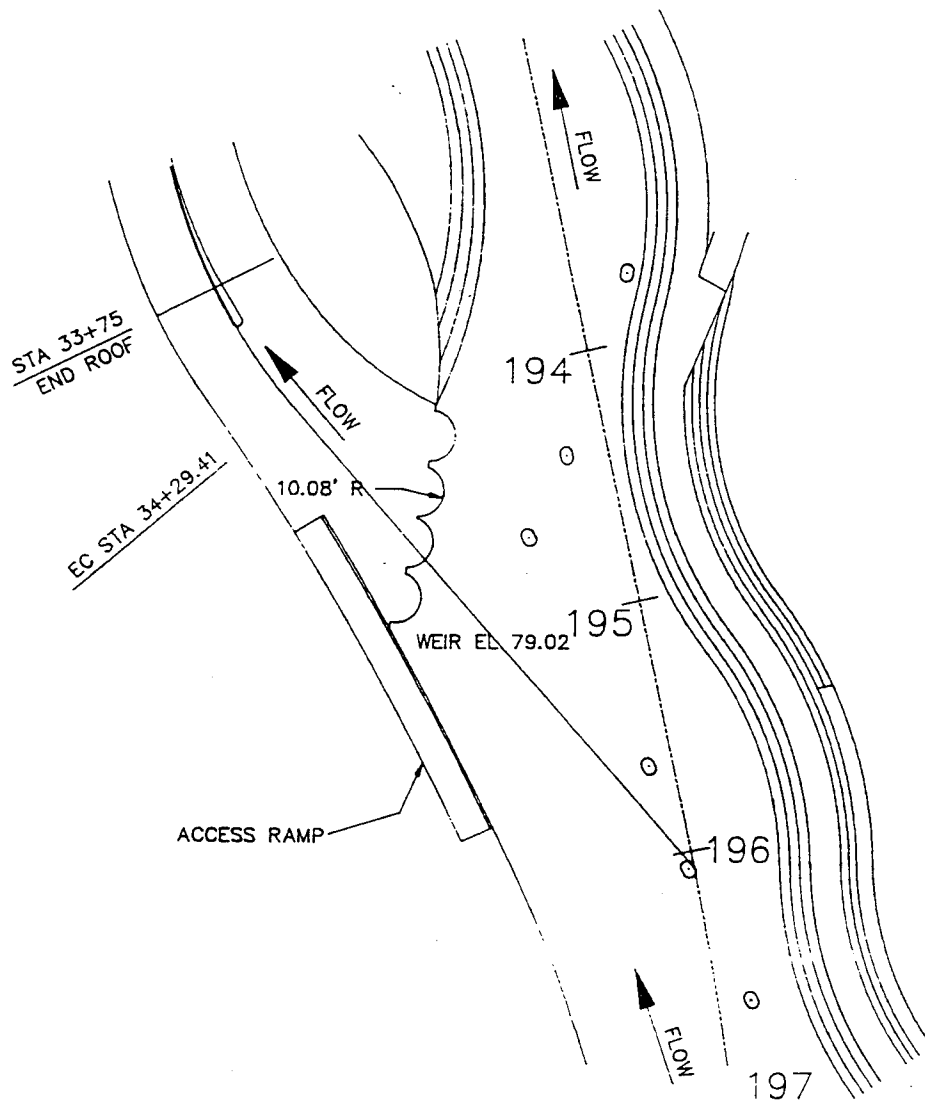 FLOW
STA 33+75
END ROOF
194
FLOW
10.08' R
EC STA 34+29.41
195
WEIR EL 79.02
ACCESS RAMP
196
FLOW
197